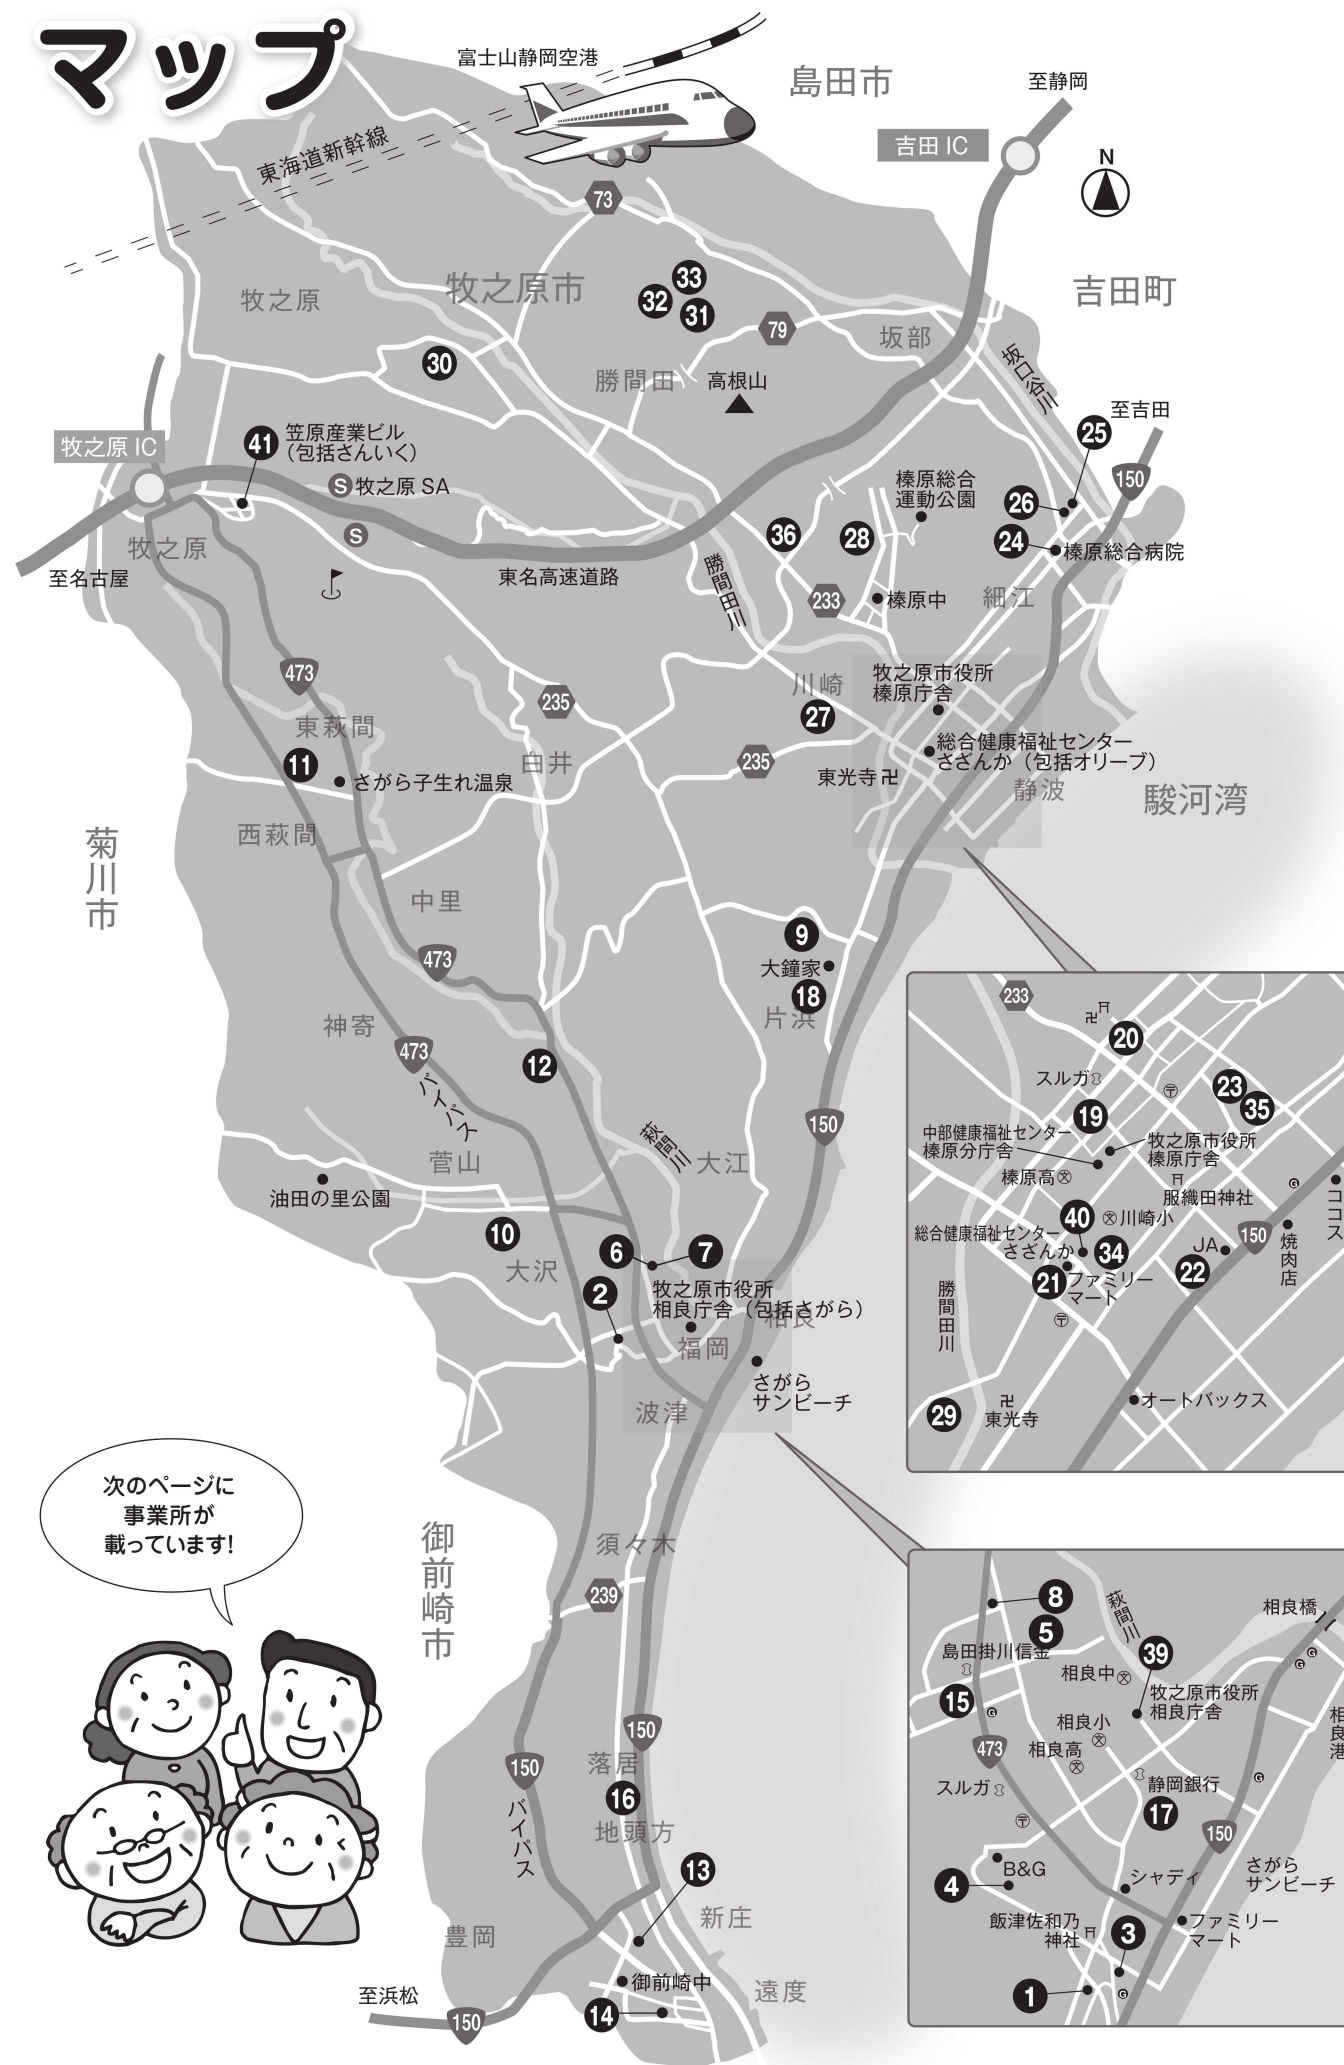 マップ
富士山静岡空港
島田市
至静岡
吉田 IC
N
東海道新幹線
73
牧之原
牧之原市
33
32
31
79
吉田町
坂部
坂口谷川
30
勝間田
高根山
至吉田
25
牧之原 IC
41
笠原産業ビル
(包括さんいく)
S 牧之原 SA
S
榛原総合
運動公園
150
26
36
28
24
榛原総合病院
牧之原
至名古屋
東名高速道路
勝間田川
233
榛原中
細江
473
235
川崎
27
牧之原市役所
榛原庁舎
東萩間
11
さがら子生れ温泉
白井
235
東光寺
総合健康福祉センター
さざんか(包括オリーブ)
静波
駿河湾
菊川市
西萩間
中里
473
9
大鐘家
18
片浜
神寄
473
バイパス
12
150
萩間川
菅山
大江
油田の里公園
10
大沢
6
7
2
牧之原市役所
相良庁舎(包括さがら)
相良
福岡
さがら
サンビーチ
波津
233
20
スルガ
〒
23
35
19
中部健康福祉センター
榛原分庁舎
牧之原市役所
榛原庁舎
榛原高
文
服織田神社
G
ココス
40
文
川崎小
総合健康福祉センター
さざんか
34
JA
150
焼肉店
21
ファミリー
マート
22
勝間田川
〒
29
東光寺
オートバックス
次のページに
事業所が
載っています!
御前崎市
須々木
239
150
落居
150
バイパス
16
地頭方
13
新庄
豊岡
御前崎中
遠度
至浜松
150
14
8
5
萩間川
相良橋
島田掛川信金
相良中
文
39
G
G
15
牧之原市役所
相良庁舎
G
相良小
文
相良港
473
相良高
文
スルガ
静岡銀行
G
17
〒
150
B&G
4
シャディ
さがら
サンビーチ
飯津佐和乃
神社
3
ファミリー
マート
1
G